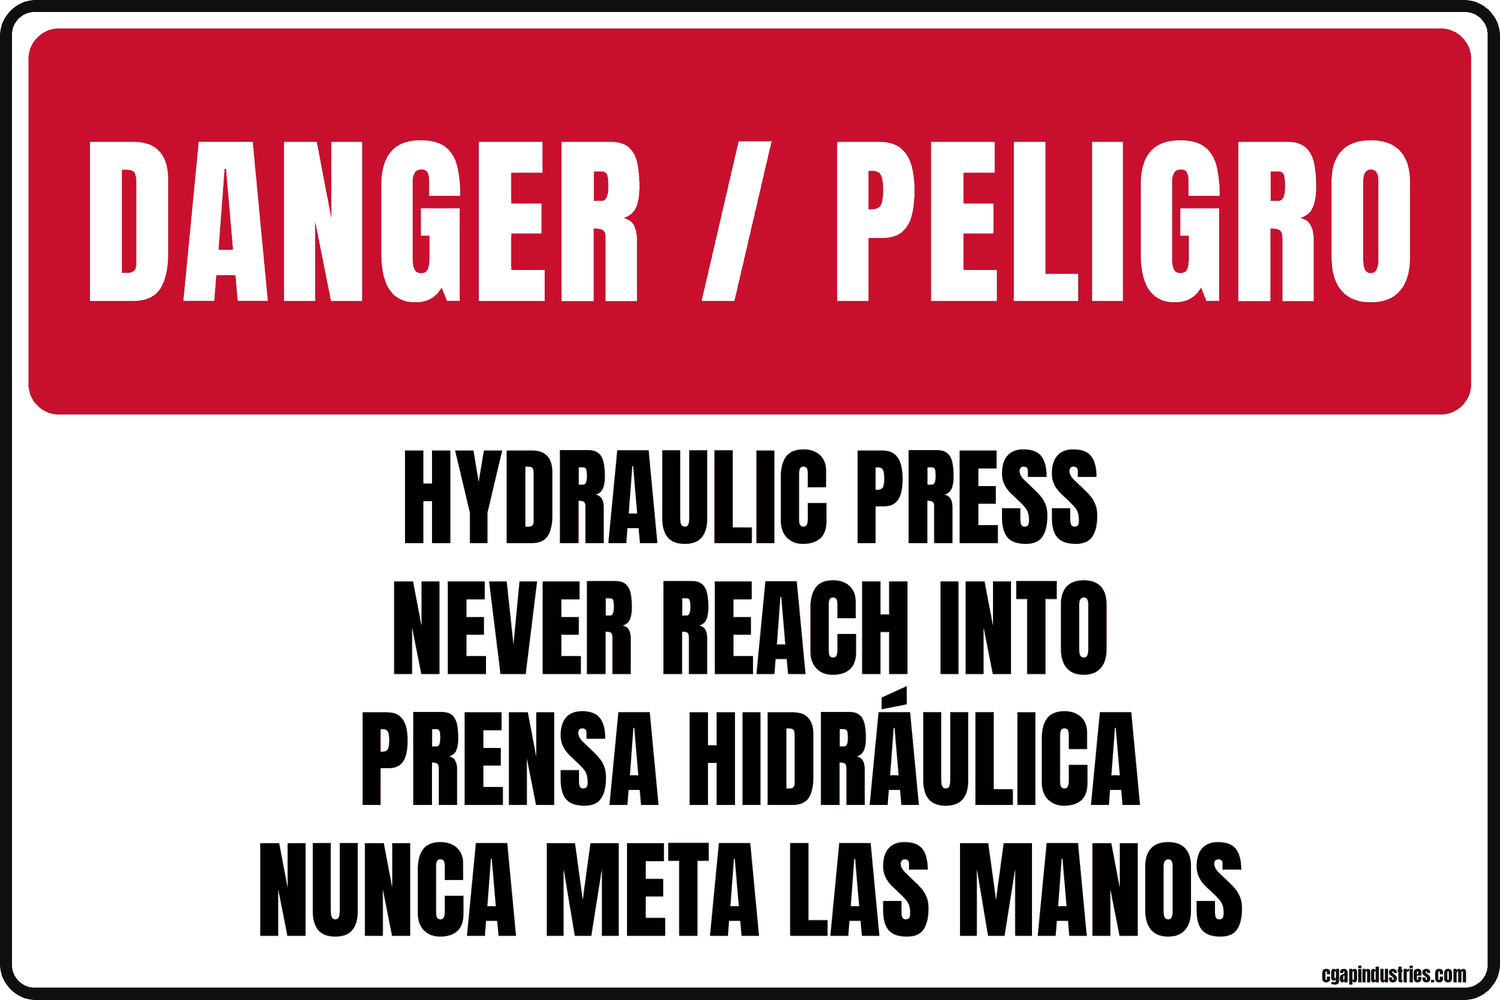 DANGER / PELIGRO
HYDRAULIC PRESS
NEVER REACH INTO
PRENSA HIDRÁULICA
NUNCA META LAS MANOS
cgapindustries.com